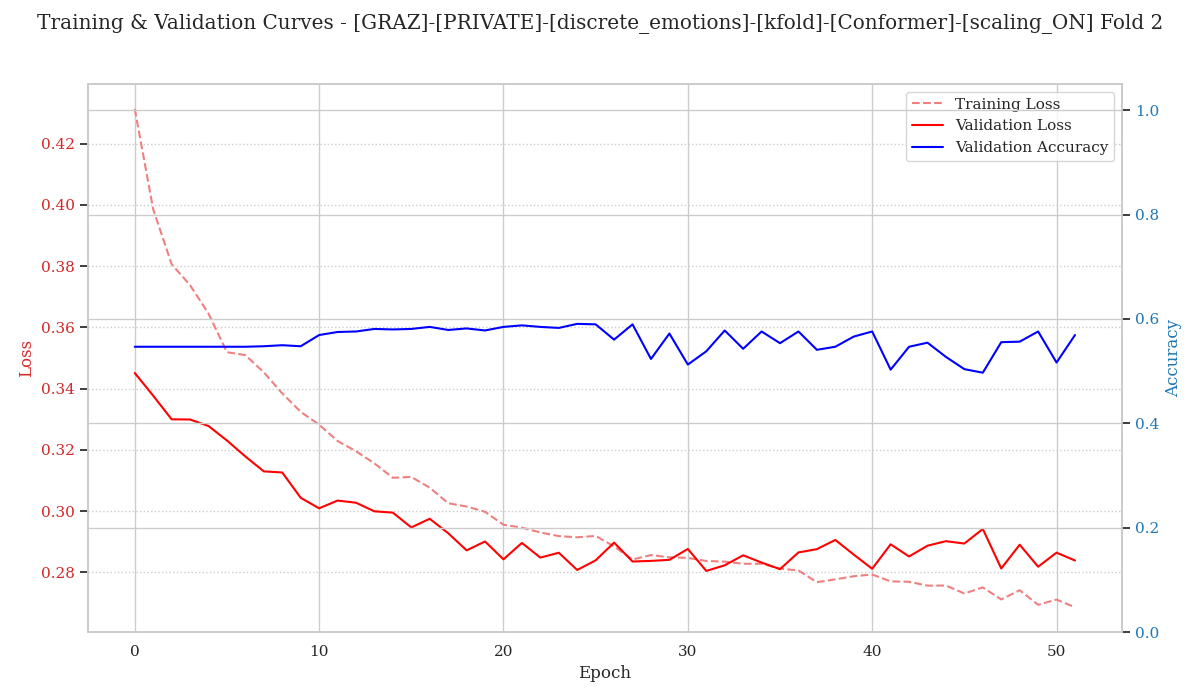 Training & Validation Curves - [GRAZ]-[PRIVATE]-[discrete_emotions]-[kfold]-[Conformer]-[scaling_ON] Fold 2
Training Loss
Validation Loss
Validation Accuracy
Loss
0.42
0.40
0.38
0.36
0.34
0.32
0.30
0.28
1.0
0.8
0.6
0.4
0.2
0.0
Accuracy
0
10
20
30
40
50
Epoch